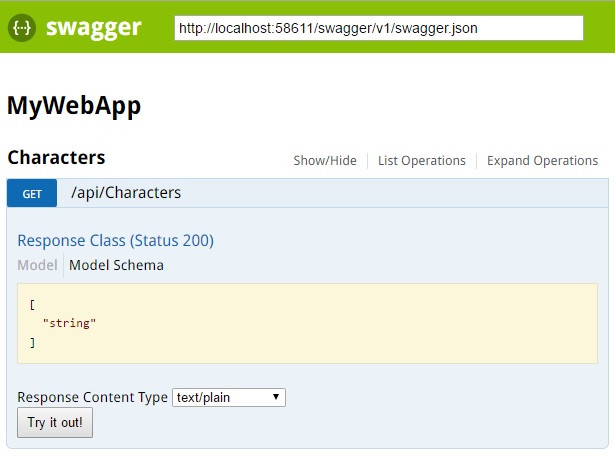 {··} swagger http://localhost:58611/swagger/v1/swagger.json
MyWebApp
Characters Show/Hide List Operations Expand Operations
GET /api/Characters
Response Class (Status 200)
Model Model Schema
[
"string"
]
Response Content Type text/plain
Try it out!